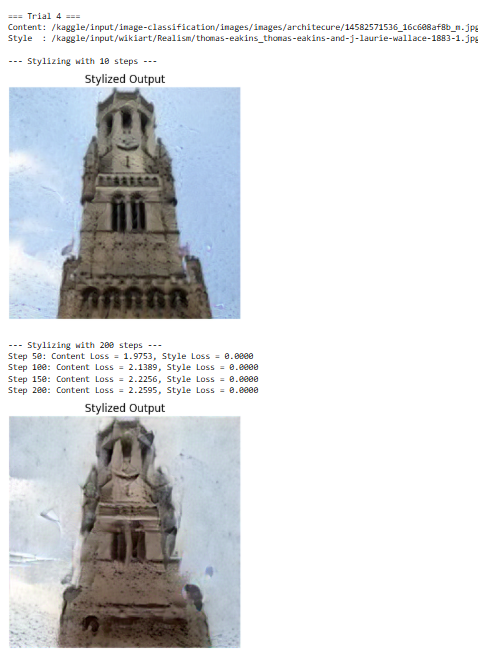 === Trial 4 ===
Content: /kaggle/input/image-classification/images/images/architecure/14582571536_16c608af8b_m.jpg
Style  : /kaggle/input/wikiart/Realism/thomas-eakins_thomas-eakins-and-j-laurie-wallace-1883-1.jpg
--- Stylizing with 10 steps ---
Stylized Output
--- Stylizing with 200 steps ---
Step 50: Content Loss = 1.9753, Style Loss = 0.0000
Step 100: Content Loss = 2.1389, Style Loss = 0.0000
Step 150: Content Loss = 2.2256, Style Loss = 0.0000
Step 200: Content Loss = 2.2595, Style Loss = 0.0000
Stylized Output